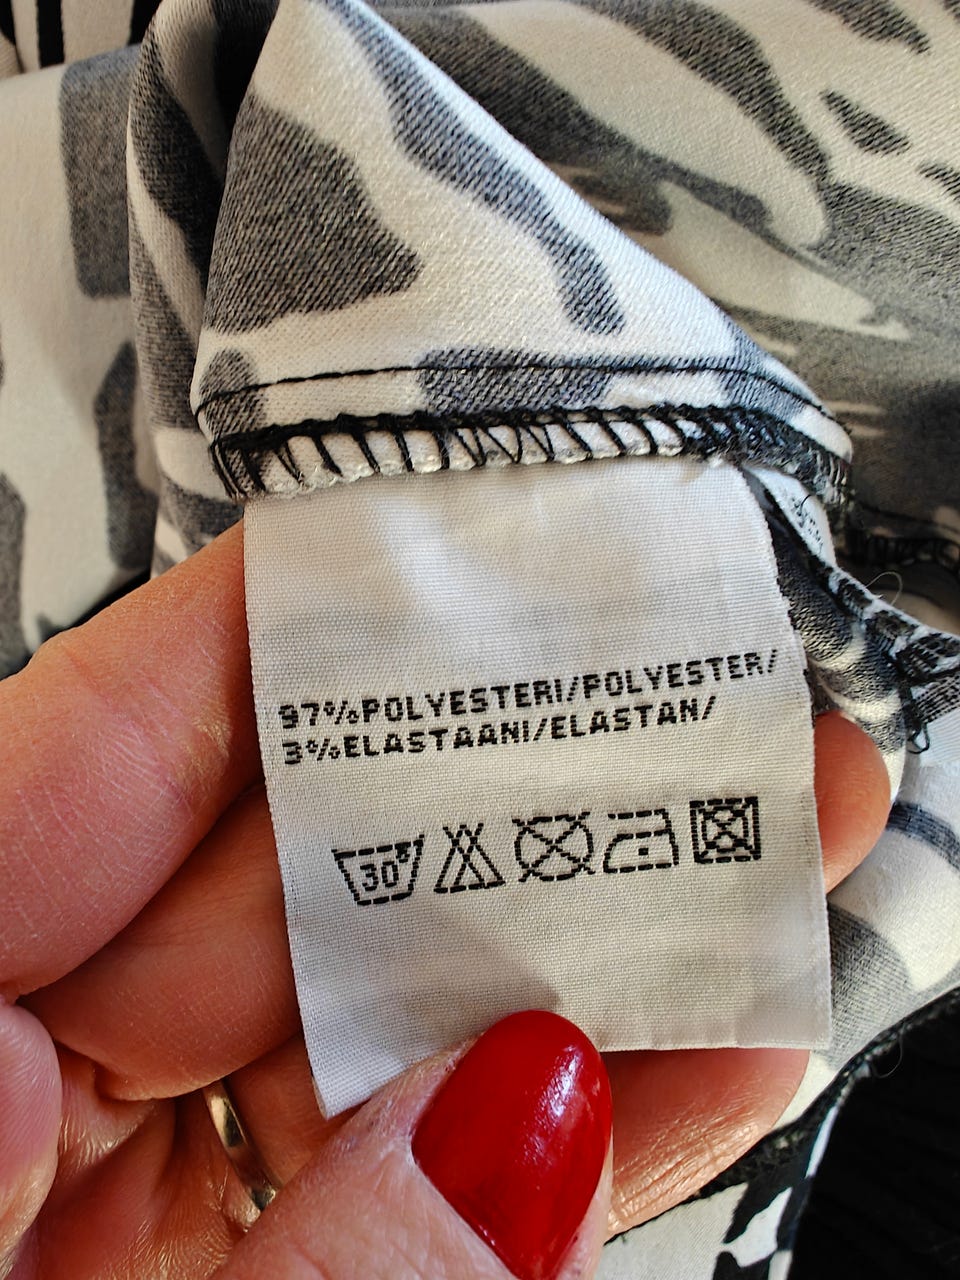 97%POLYESTERI/POLYESTER/
3%ELASTAANI/ELASTAN/
30°